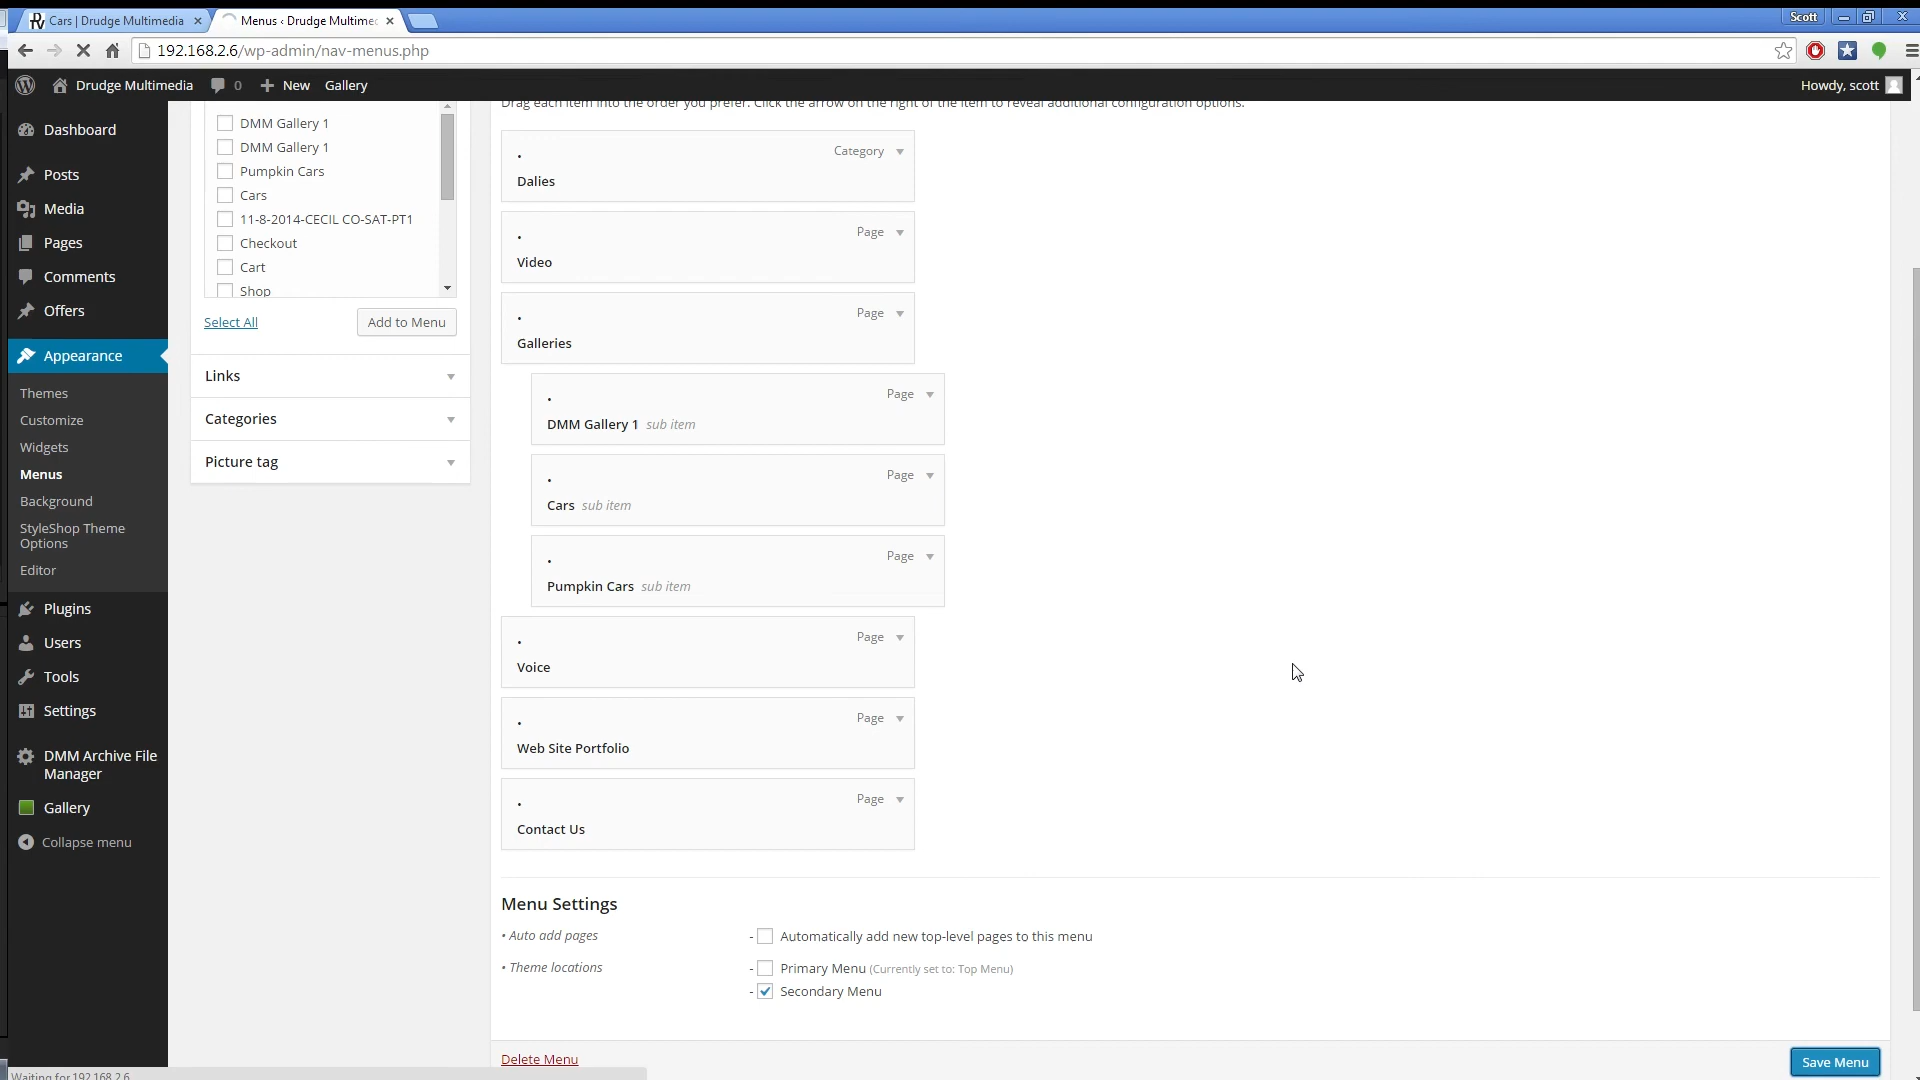 Cars | Drudge Multimedia
Menus ‹ Drudge Multimed
Scott
192.168.2.6/wp-admin/nav-menus.php
Drudge Multimedia
0
New
Gallery
Howdy, scott
Drag each item into the order you prefer. Click the arrow on the right of the item to reveal additional configuration options.
Dashboard
Posts
Media
Pages
Comments
Offers
Appearance
Themes
Customize
Widgets
Menus
Background
StyleShop Theme
Options
Editor
Plugins
Users
Tools
Settings
DMM Archive File
Manager
Gallery
Collapse menu
DMM Gallery 1
DMM Gallery 1
Pumpkin Cars
Cars
11-8-2014-CECIL CO-SAT-PT1
Checkout
Cart
Shop
Select All
Add to Menu
Links
Categories
Picture tag
Category
Dalies
Page
Video
Page
Galleries
Page
DMM Gallery 1 sub item
Page
Cars sub item
Page
Pumpkin Cars sub item
Page
Voice
Page
Web Site Portfolio
Page
Contact Us
Menu Settings
• Auto add pages
- Automatically add new top-level pages to this menu
• Theme locations
- Primary Menu (Currently set to: Top Menu)
- Secondary Menu
Delete Menu
Save Menu
Waiting for 192.168.2.6